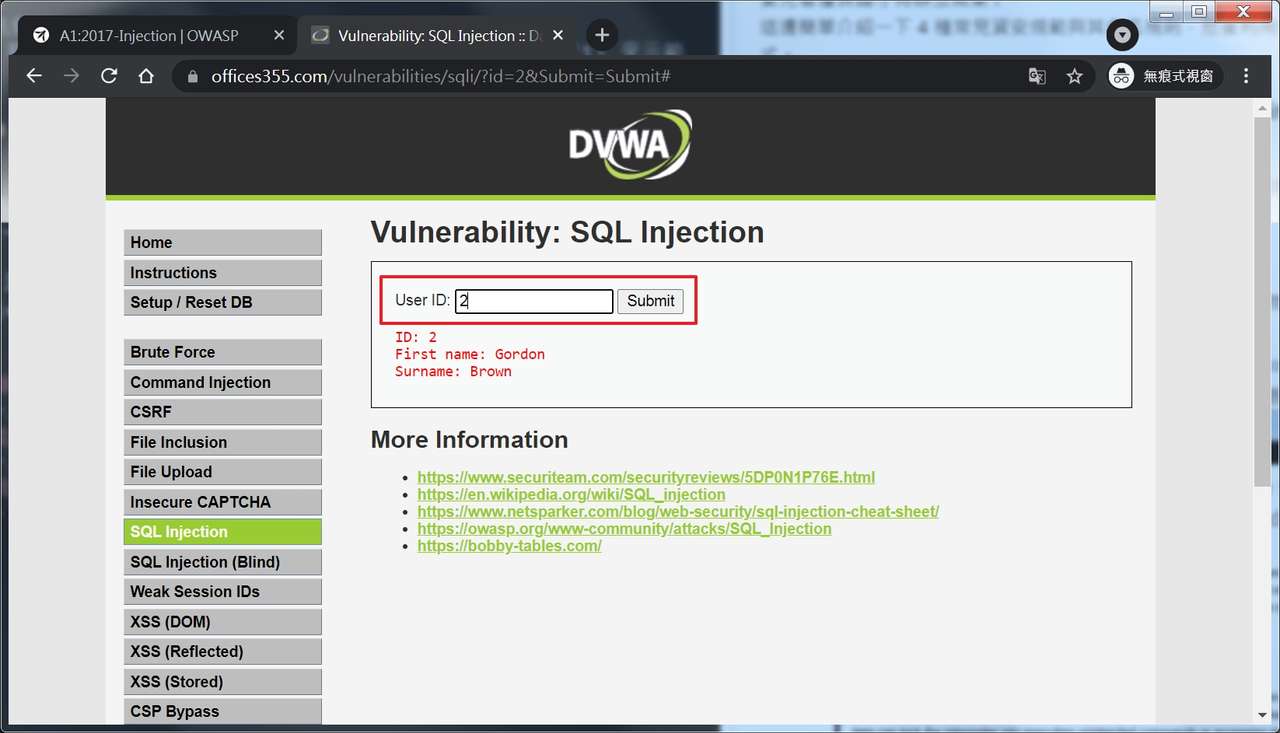 A1:2017-Injection | OWASP
Vulnerability: SQL Injection :: D
offices355.com/vulnerabilities/sqli/?id=2&Submit=Submit#
無痕式視窗
DVWA
Home
Instructions
Setup / Reset DB
Brute Force
Command Injection
CSRF
File Inclusion
File Upload
Insecure CAPTCHA
SQL Injection
SQL Injection (Blind)
Weak Session IDs
XSS (DOM)
XSS (Reflected)
XSS (Stored)
CSP Bypass
Vulnerability: SQL Injection
User ID: 2 Submit
ID: 2
First name: Gordon
Surname: Brown
More Information
https://www.securiteam.com/securityreviews/5DP0N1P76E.html
https://en.wikipedia.org/wiki/SQL_injection
https://www.netsparker.com/blog/web-security/sql-injection-cheat-sheet/
https://owasp.org/www-community/attacks/SQL_Injection
https://bobby-tables.com/